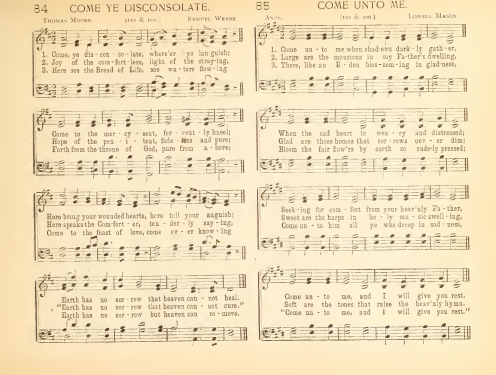 84 COME YE DISCONSOLATE.
THOMAS MOORE. (11s & 10s) SAMUEL WEBBE
1. Come, ye dis-con-so-late, where'er ye lan-guish;
2. Joy of the com-fort-less, light of the stray-ing,
3. Here see the Bread of Life, see wa-ters flow-ing
Come to the mer-cy-seat, fer-vent-ly kneel;
Hope of the pen-i-tent, fade-less and pure;
Forth from the throne of God, pure from a-bove;
Here bring your wounded hearts, here tell your anguish;
Here speaks the Com-fort-er, ten-der-ly say-ing,
Come to the feast of love, come ev-er know-ing
Earth has no sor-row that heaven can-not heal.
"Earth has no sor-row that heaven can-not cure."
Earth has no sor-row but heaven can re-move.
85 COME UNTO ME.
ANON. (11s & 10s) LOWELL MASON
1. Come un-to me when shad-ows dark-ly gath-er,
2. Large are the mansions in my Fa-ther's dwelling,
3. There, like an E-den blos-som-ing in gladness,
When the sad heart is wea-ry and distressed;
Glad are those homes that sor-rows nev-er dim;
Bloom the fair flow'rs by earth so rude-ly pressed;
Seek-ing for com-fort from your heav'nly Fa-ther,
Sweet are the harps in ho-ly mu-sic swell-ing,
Come un-to him all ye who droop in sad-ness,
Come un-to me, and I will give you rest.
Soft are the tones that raise the heav'nly hymn.
"Come un-to me, and I will give you rest."